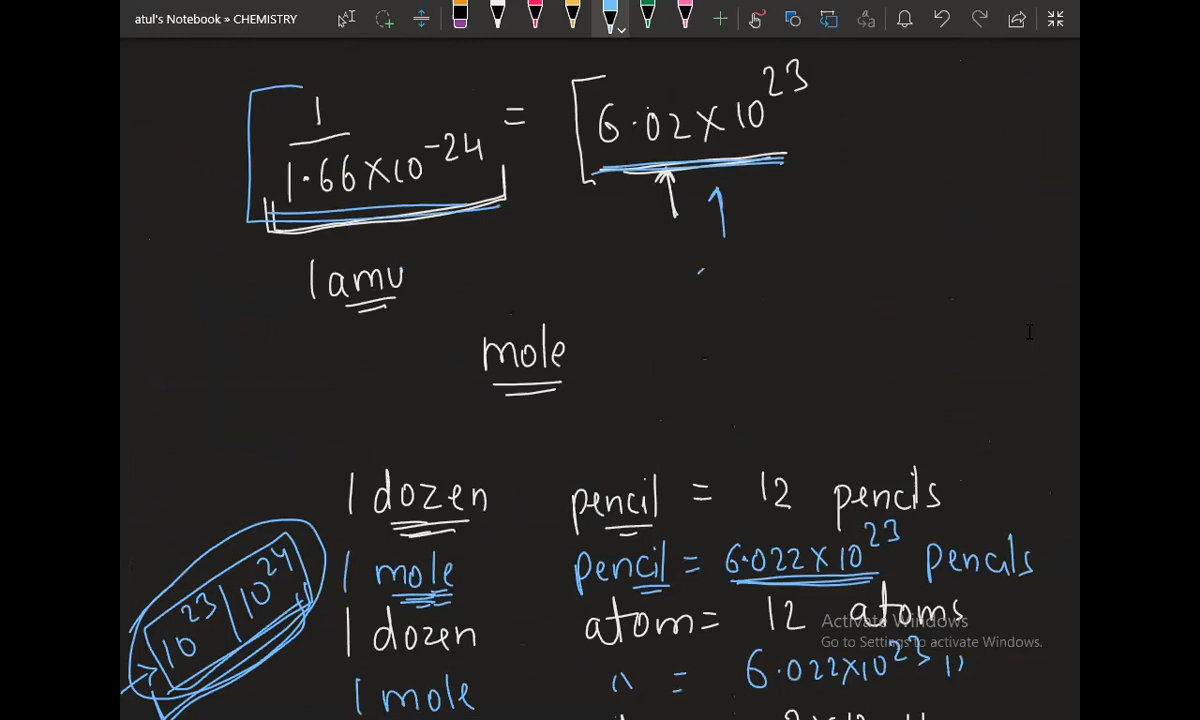 atul's Notebook » CHEMISTRY
1 / 1.66×10^-24 = [6.02×10^23
1 amu
mole
1 dozen pencil = 12 pencils
1 mole pencil = 6.022×10^23 pencils
10^23/10^24
1 dozen atom = 12 atoms
1 mole " = 6.022×10^23 "
Activate Windows
Go to Settings to activate Windows.